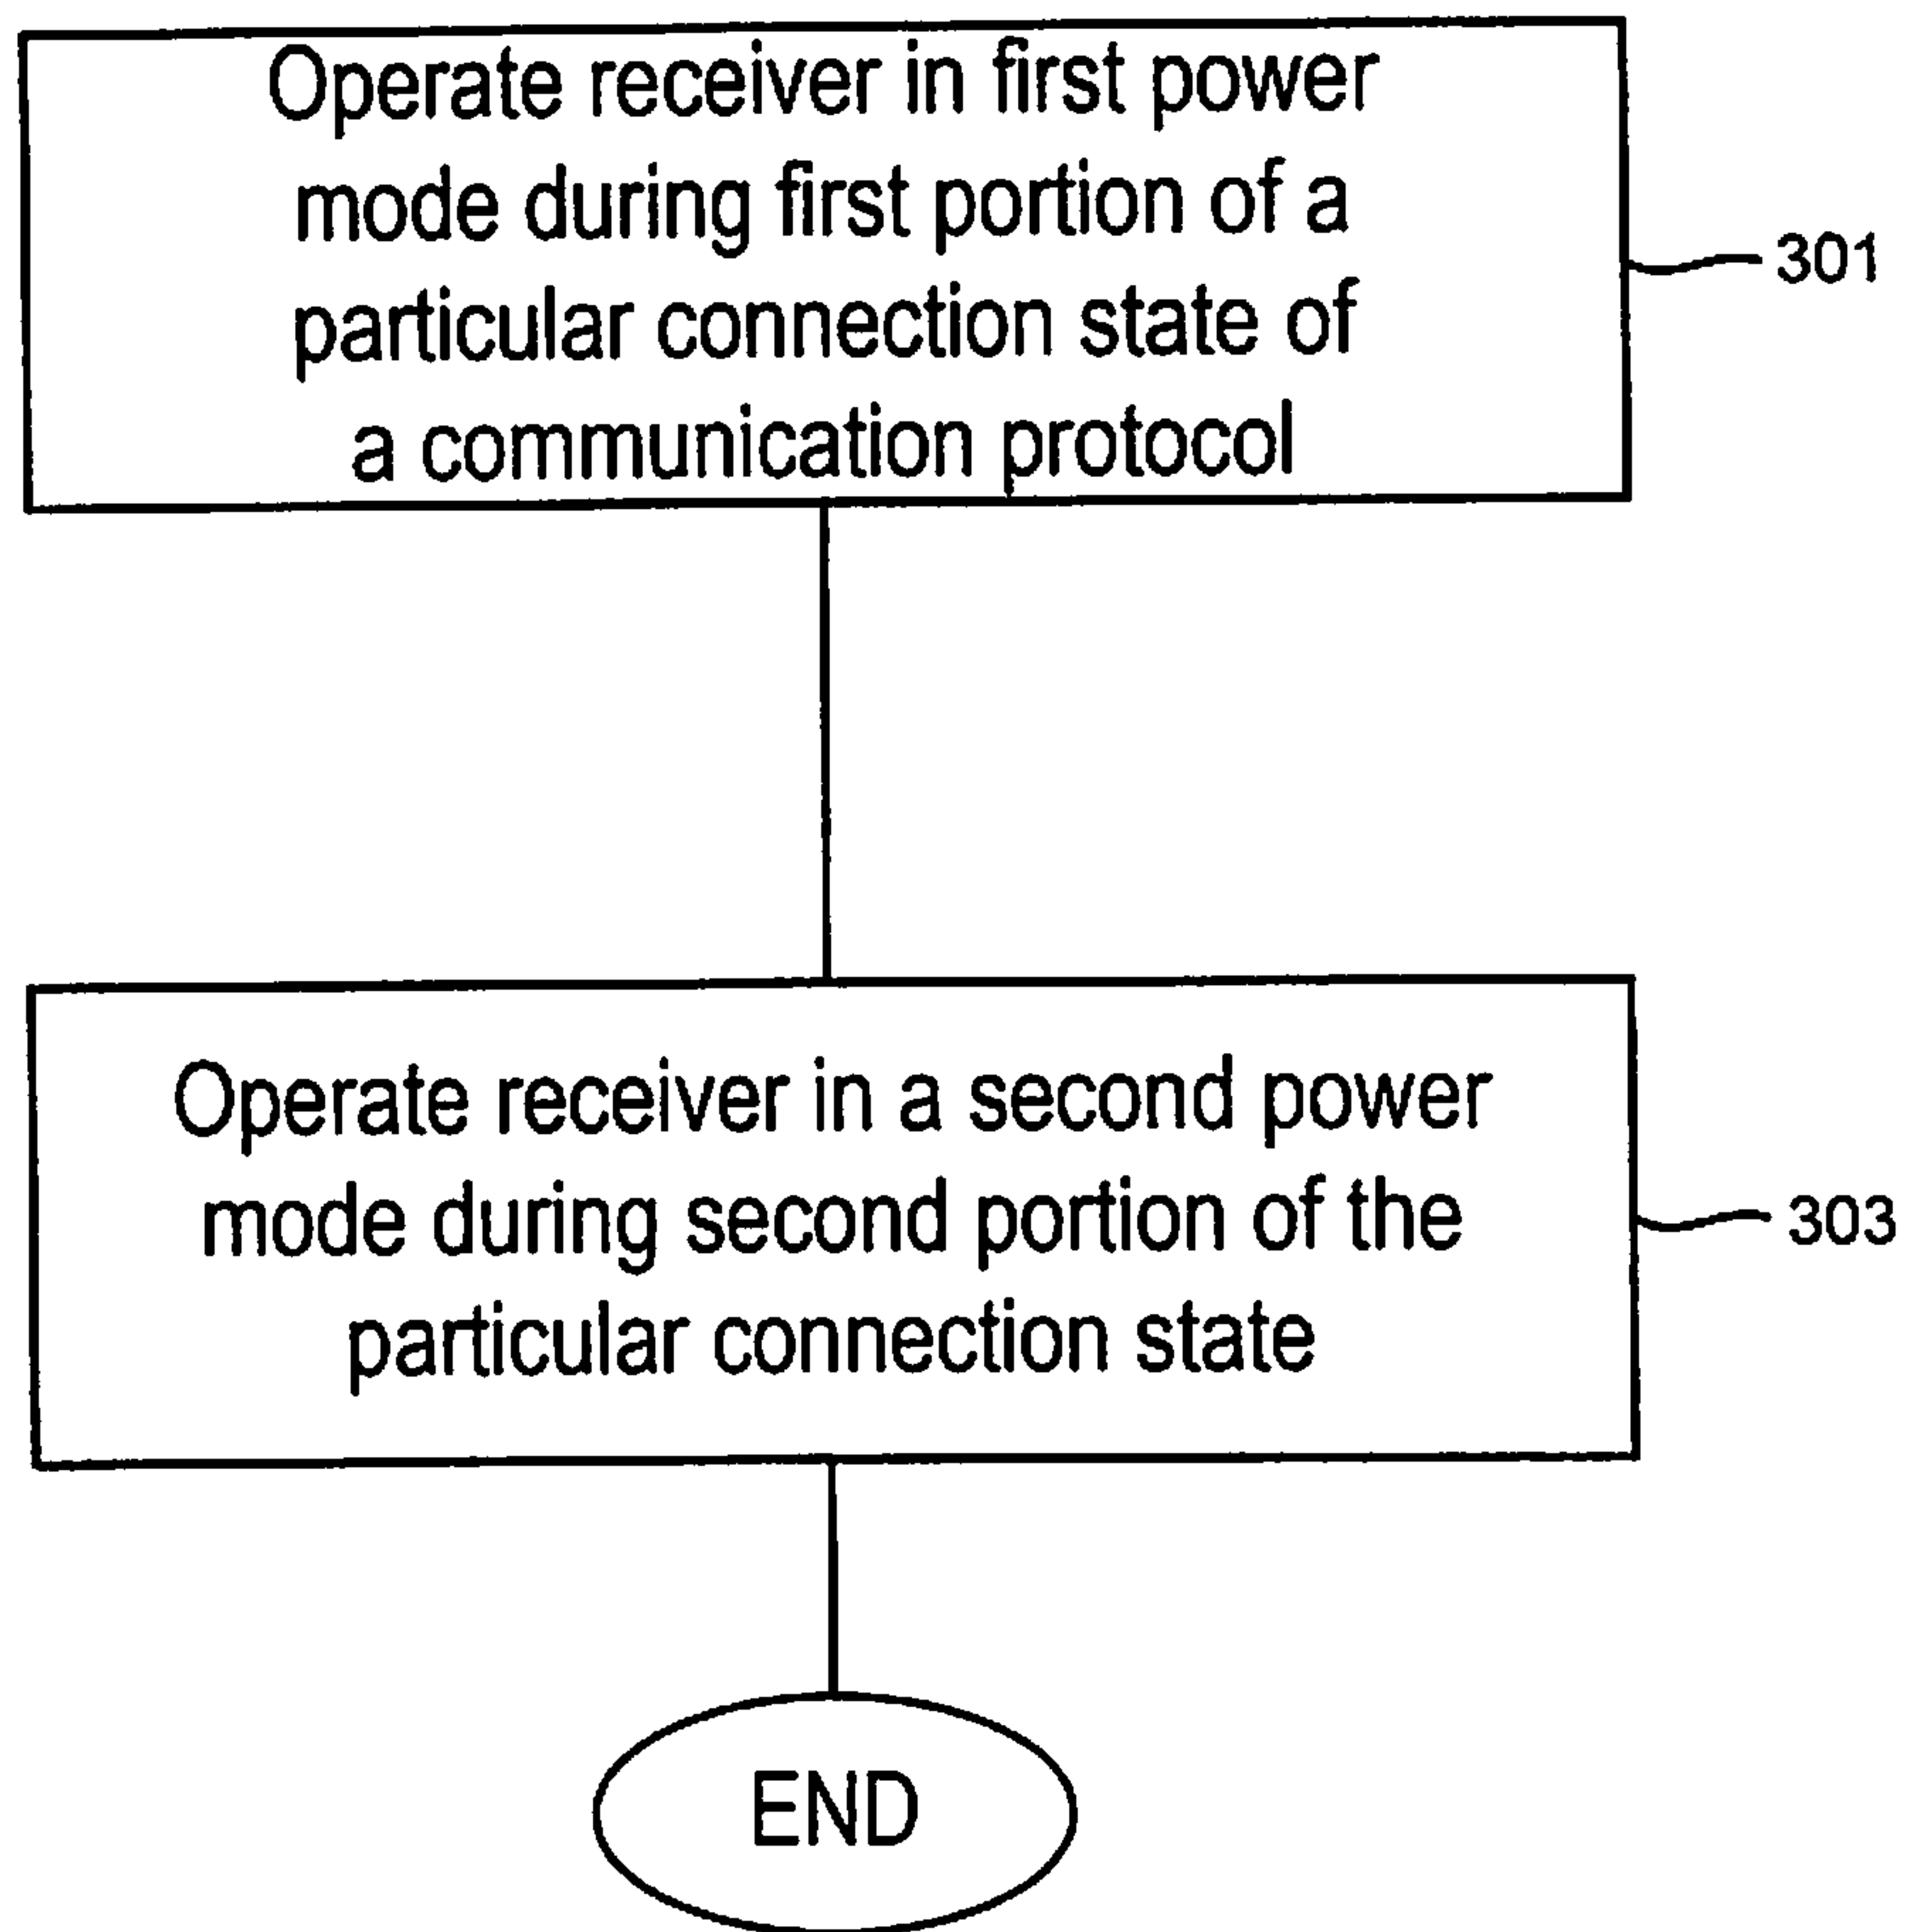 Operate receiver in first power
mode during first portion of a
particular connection state of
a communication protocol
301
Operate receiver in a second power
mode during second portion of the
particular connection state
303
END